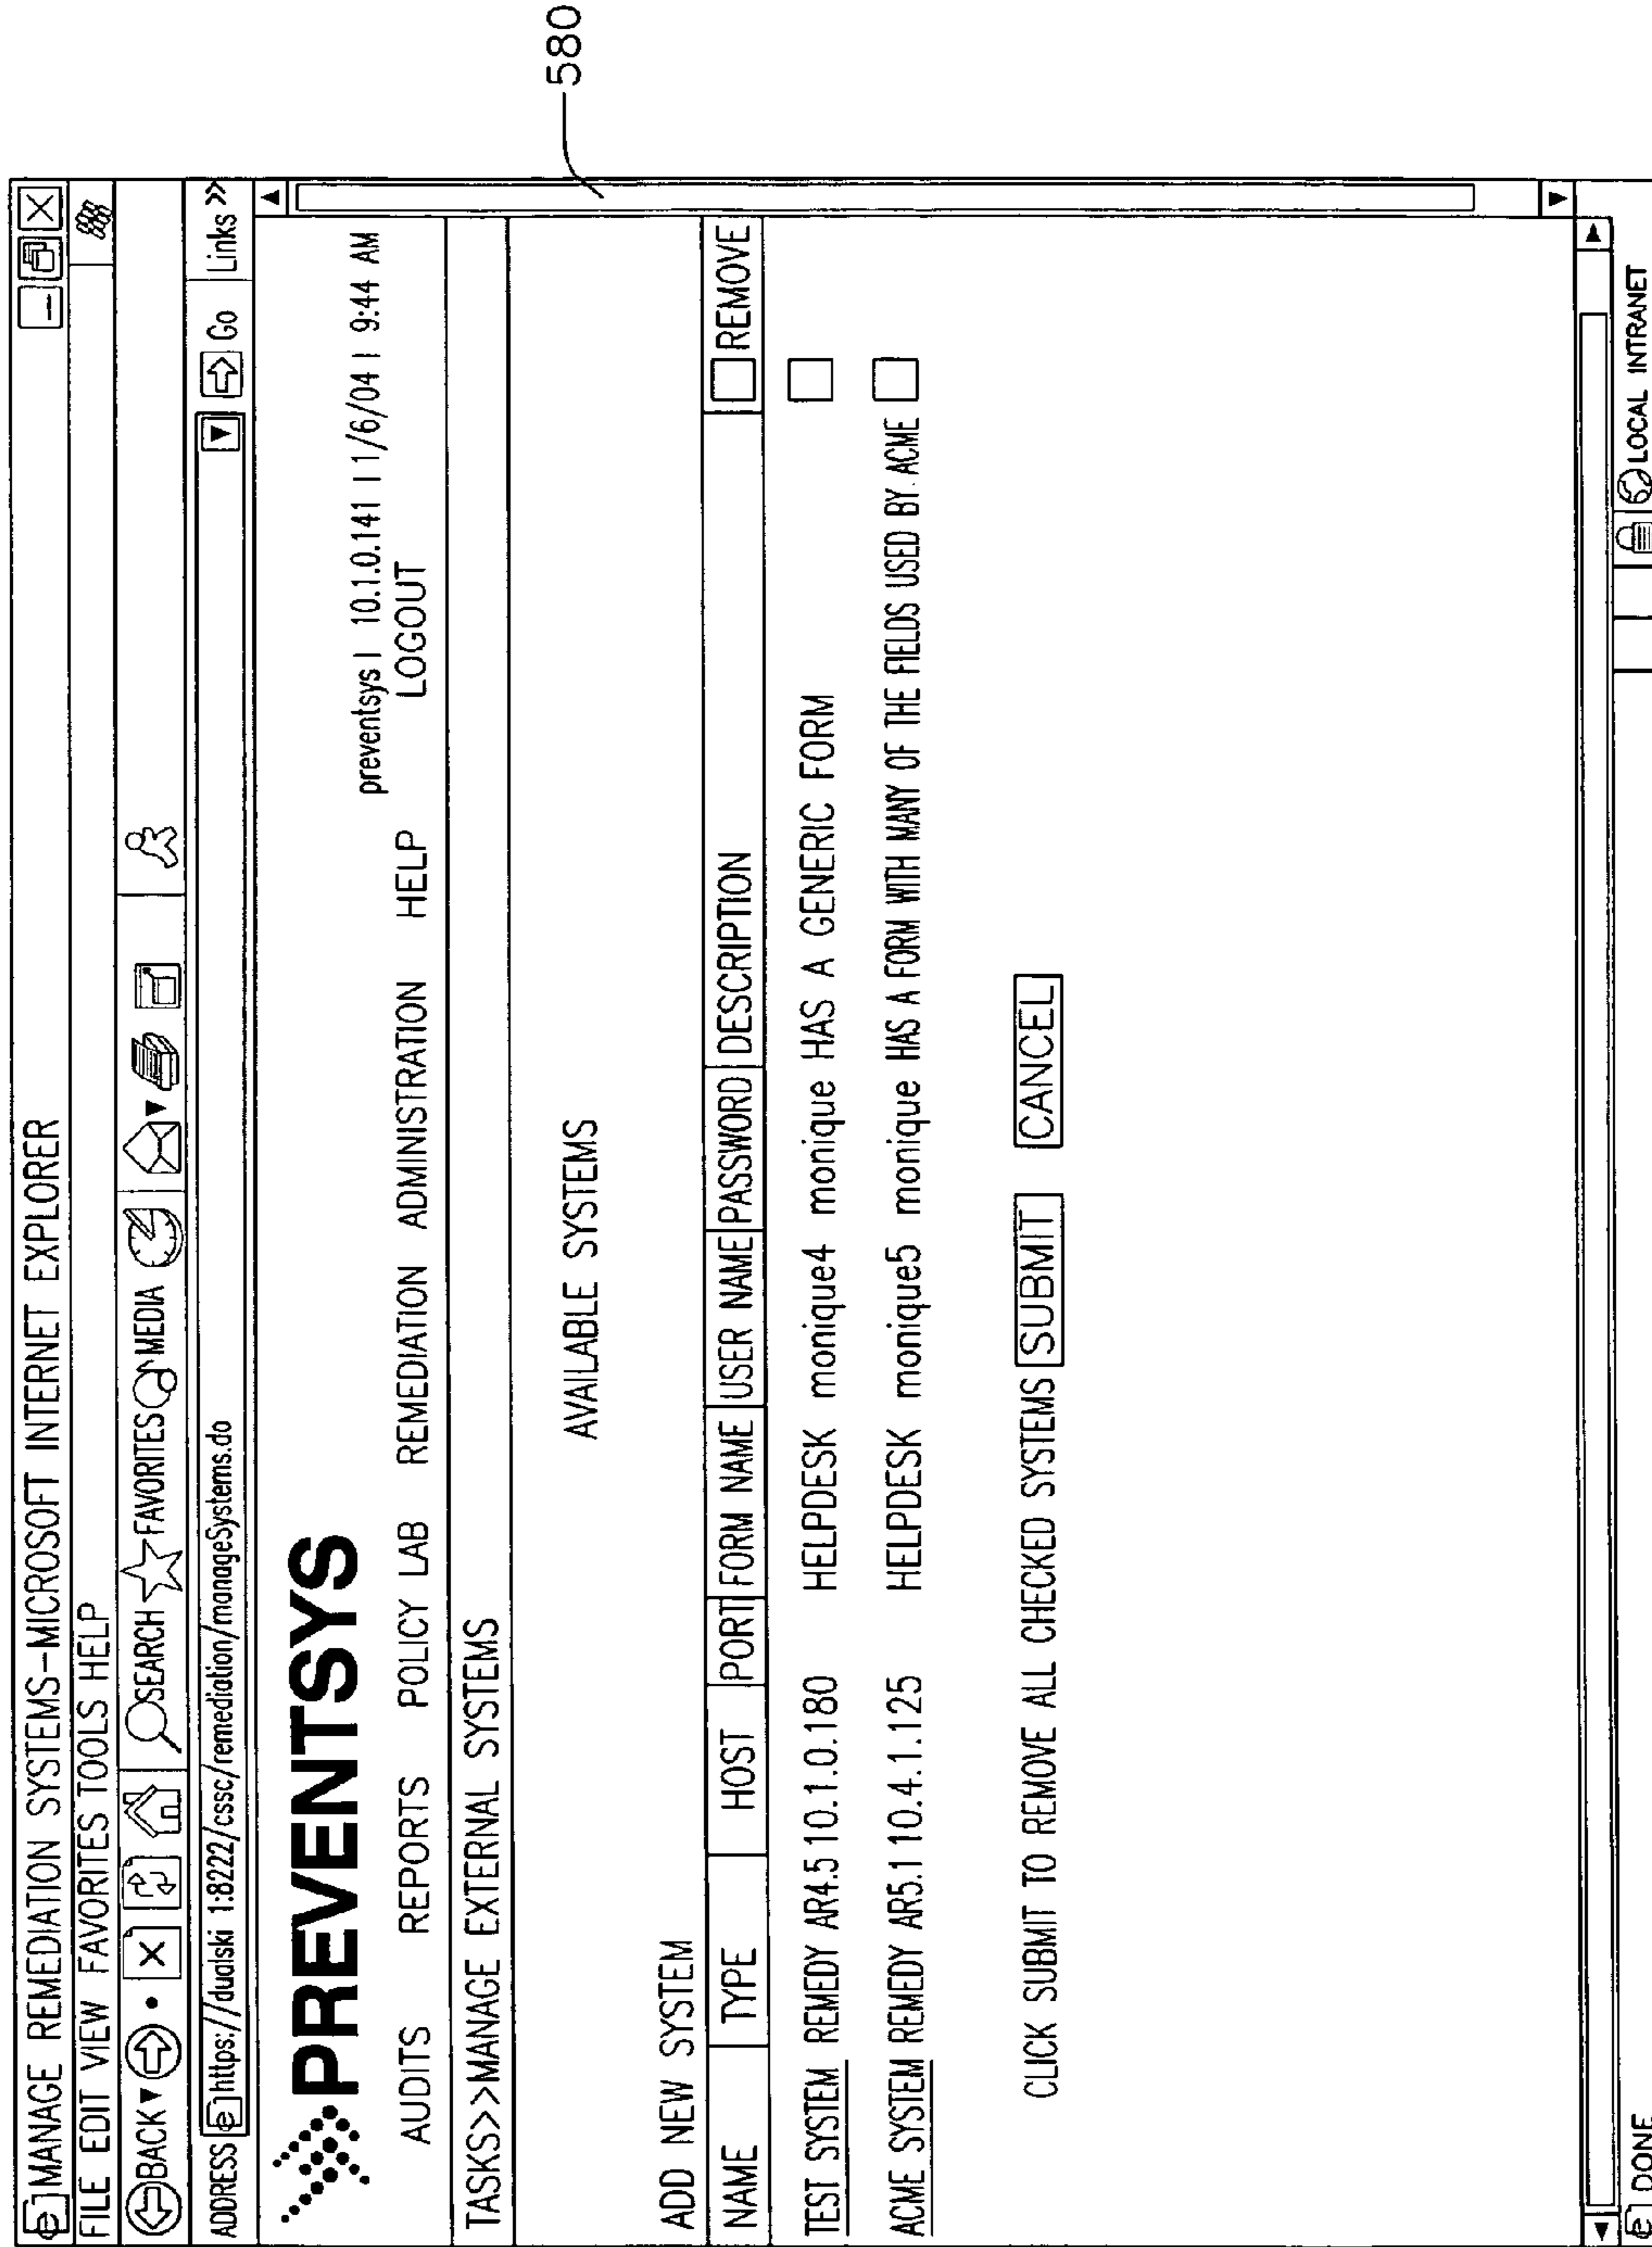 580
MANAGE REMEDIATION SYSTEMS-MICROSOFT INTERNET EXPLORER
FILE EDIT VIEW FAVORITES TOOLS HELP
BACK SEARCH FAVORITES MEDIA
ADDRESS https://dualski 1:8222/cssc/remediation/manageSystems.do Go Links >>
PREVENTSYS
preventsys | 10.1.0.141 | 1/6/04 | 9:44 AM
AUDITS REPORTS POLICY LAB REMEDIATION ADMINISTRATION HELP LOGOUT
TASKS>>MANAGE EXTERNAL SYSTEMS
AVAILABLE SYSTEMS
ADD NEW SYSTEM
NAME TYPE HOST PORT FORM NAME USER NAME PASSWORD DESCRIPTION REMOVE
TEST SYSTEM REMEDY AR4.5 10.1.0.180 HELPDESK monique4 monique HAS A GENERIC FORM
ACME SYSTEM REMEDY AR5.1 10.4.1.125 HELPDESK monique5 monique HAS A FORM WITH MANY OF THE FIELDS USED BY ACME
CLICK SUBMIT TO REMOVE ALL CHECKED SYSTEMS SUBMIT CANCEL
DONE LOCAL INTRANET